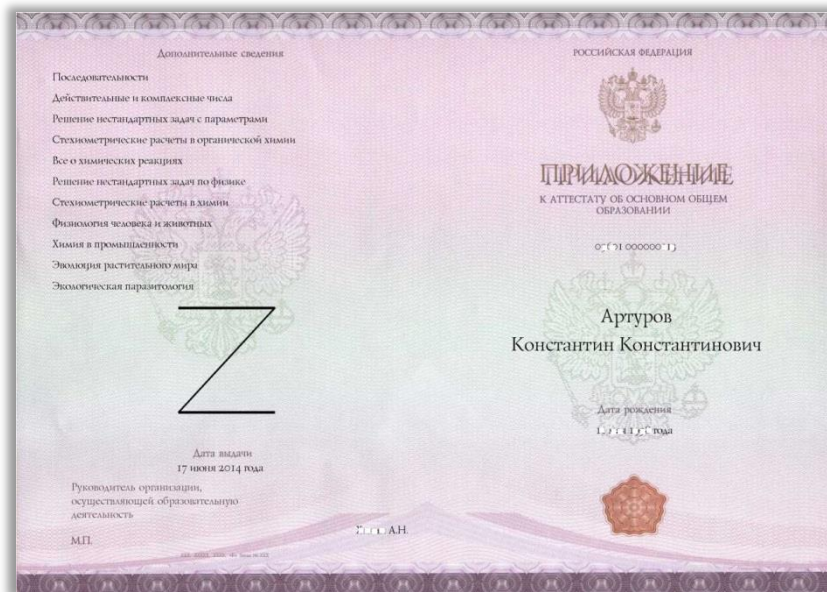 Дополнительные сведения
Последовательности
Действительные и комплексные числа
Решение нестандартных задач с параметрами
Стехиометрические расчеты в органической химии
Все о химических реакциях
Решение нестандартных задач по физике
Стехиометрические расчеты в химии
Физиология человека и животных
Химия в промышленности
Эволюция растительного мира
Экологическая паразитология
Дата выдачи
17 июня 2014 года
Руководитель организации,
осуществляющей образовательную
деятельность
М.П.
А.Н.
РОССИЙСКАЯ ФЕДЕРАЦИЯ
ПРИЛОЖЕНИЕ
К АТТЕСТАТУ ОБ ОСНОВНОМ ОБЩЕМ
ОБРАЗОВАНИИ
Артуров
Константин Константинович
Дата рождения
года